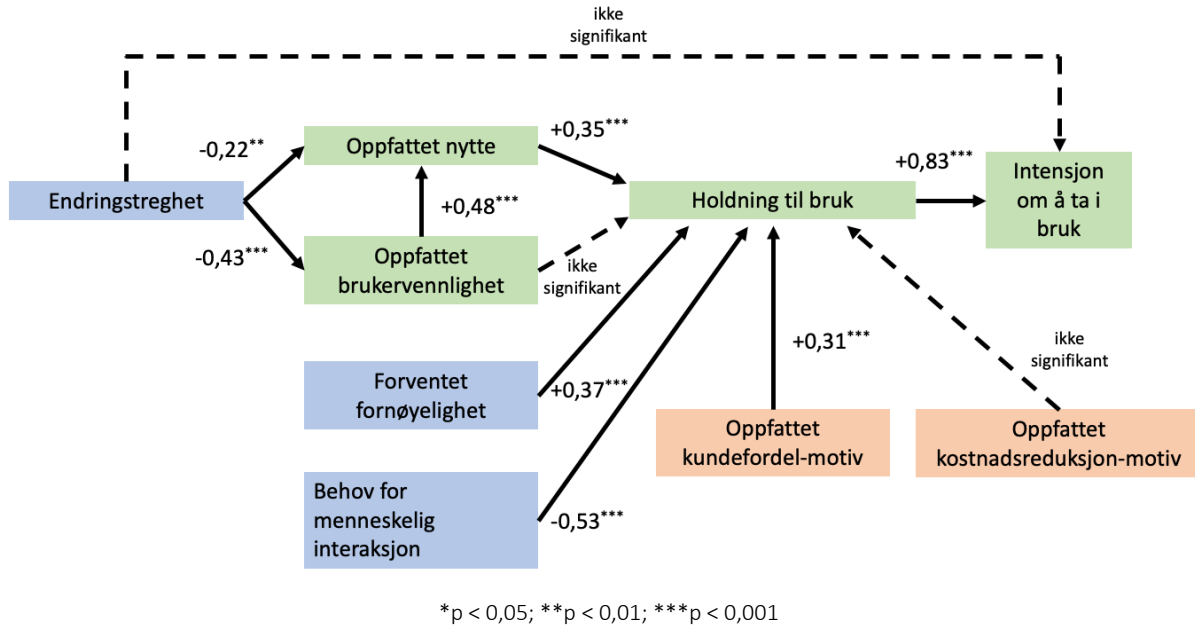 ikke
signifikant
-0,22**
Oppfattet nytte
+0,35***
+0,83***
Intensjon
om å ta i
bruk
Endringstreghet
+0,48***
Holdning til bruk
-0,43***
Oppfattet
brukervennlighet
ikke
signifikant
Forventet
fornøyelighet
+0,37***
+0,31***
ikke
signifikant
Oppfattet
kundefordel-motiv
Oppfattet
kostnadsreduksjon-motiv
Behov for
menneskelig
interaksjon
-0,53***
*p < 0,05; **p < 0,01; ***p < 0,001